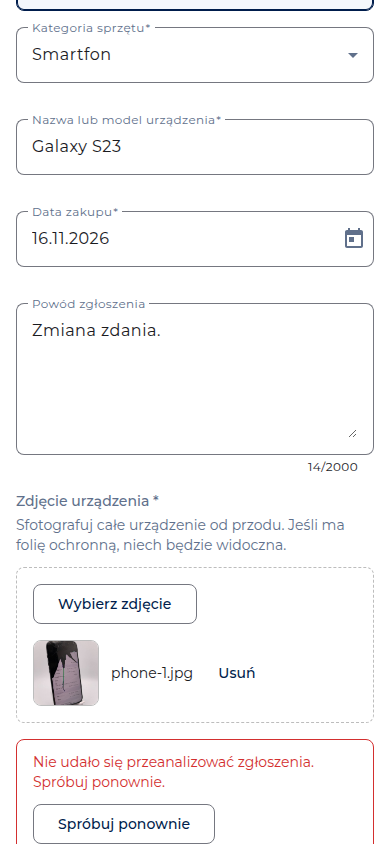 Kategoria sprzętu*
Smartfon
Nazwa lub model urządzenia*
Galaxy S23
Data zakupu*
16.11.2026
Powód zgłoszenia
Zmiana zdania.
14/2000
Zdjęcie urządzenia *
Sfotografuj całe urządzenie od przodu. Jeśli ma
folię ochronną, niech będzie widoczna.
Wybierz zdjęcie
phone-1.jpg Usuń
Nie udało się przeanalizować zgłoszenia.
Spróbuj ponownie.
Spróbuj ponownie